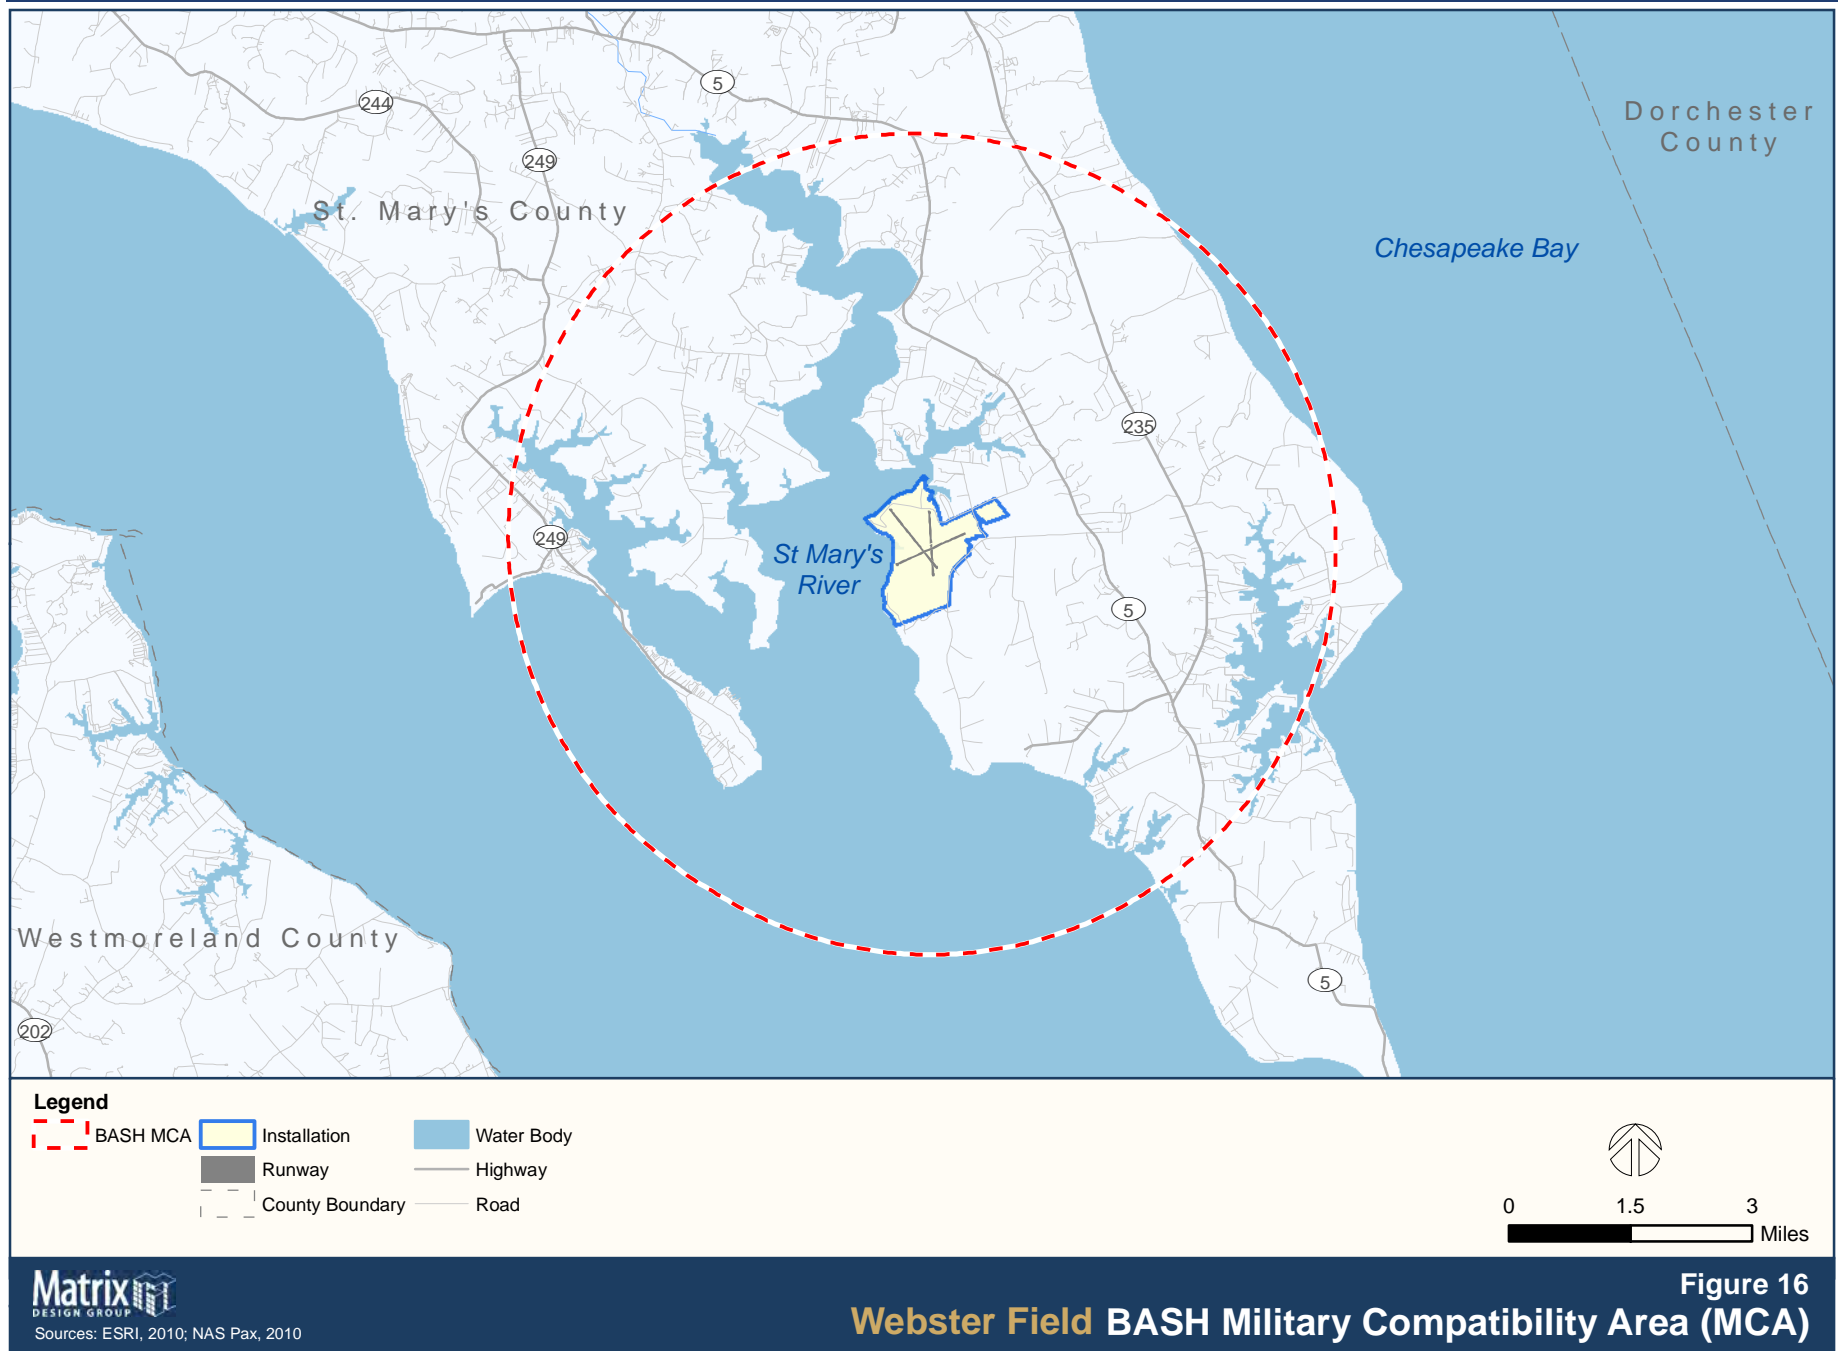 5
Dorchester
County
244
249
St. Mary's County
Chesapeake Bay
235
249
St Mary's
River
5
Westmoreland County
5
202
Legend
BASH MCA
Installation
Water Body
Runway
Highway
County Boundary
Road
0 1.5 3
Miles
Matrix
DESIGN GROUP
Sources: ESRI, 2010; NAS Pax, 2010
Figure 16
Webster Field BASH Military Compatibility Area (MCA)